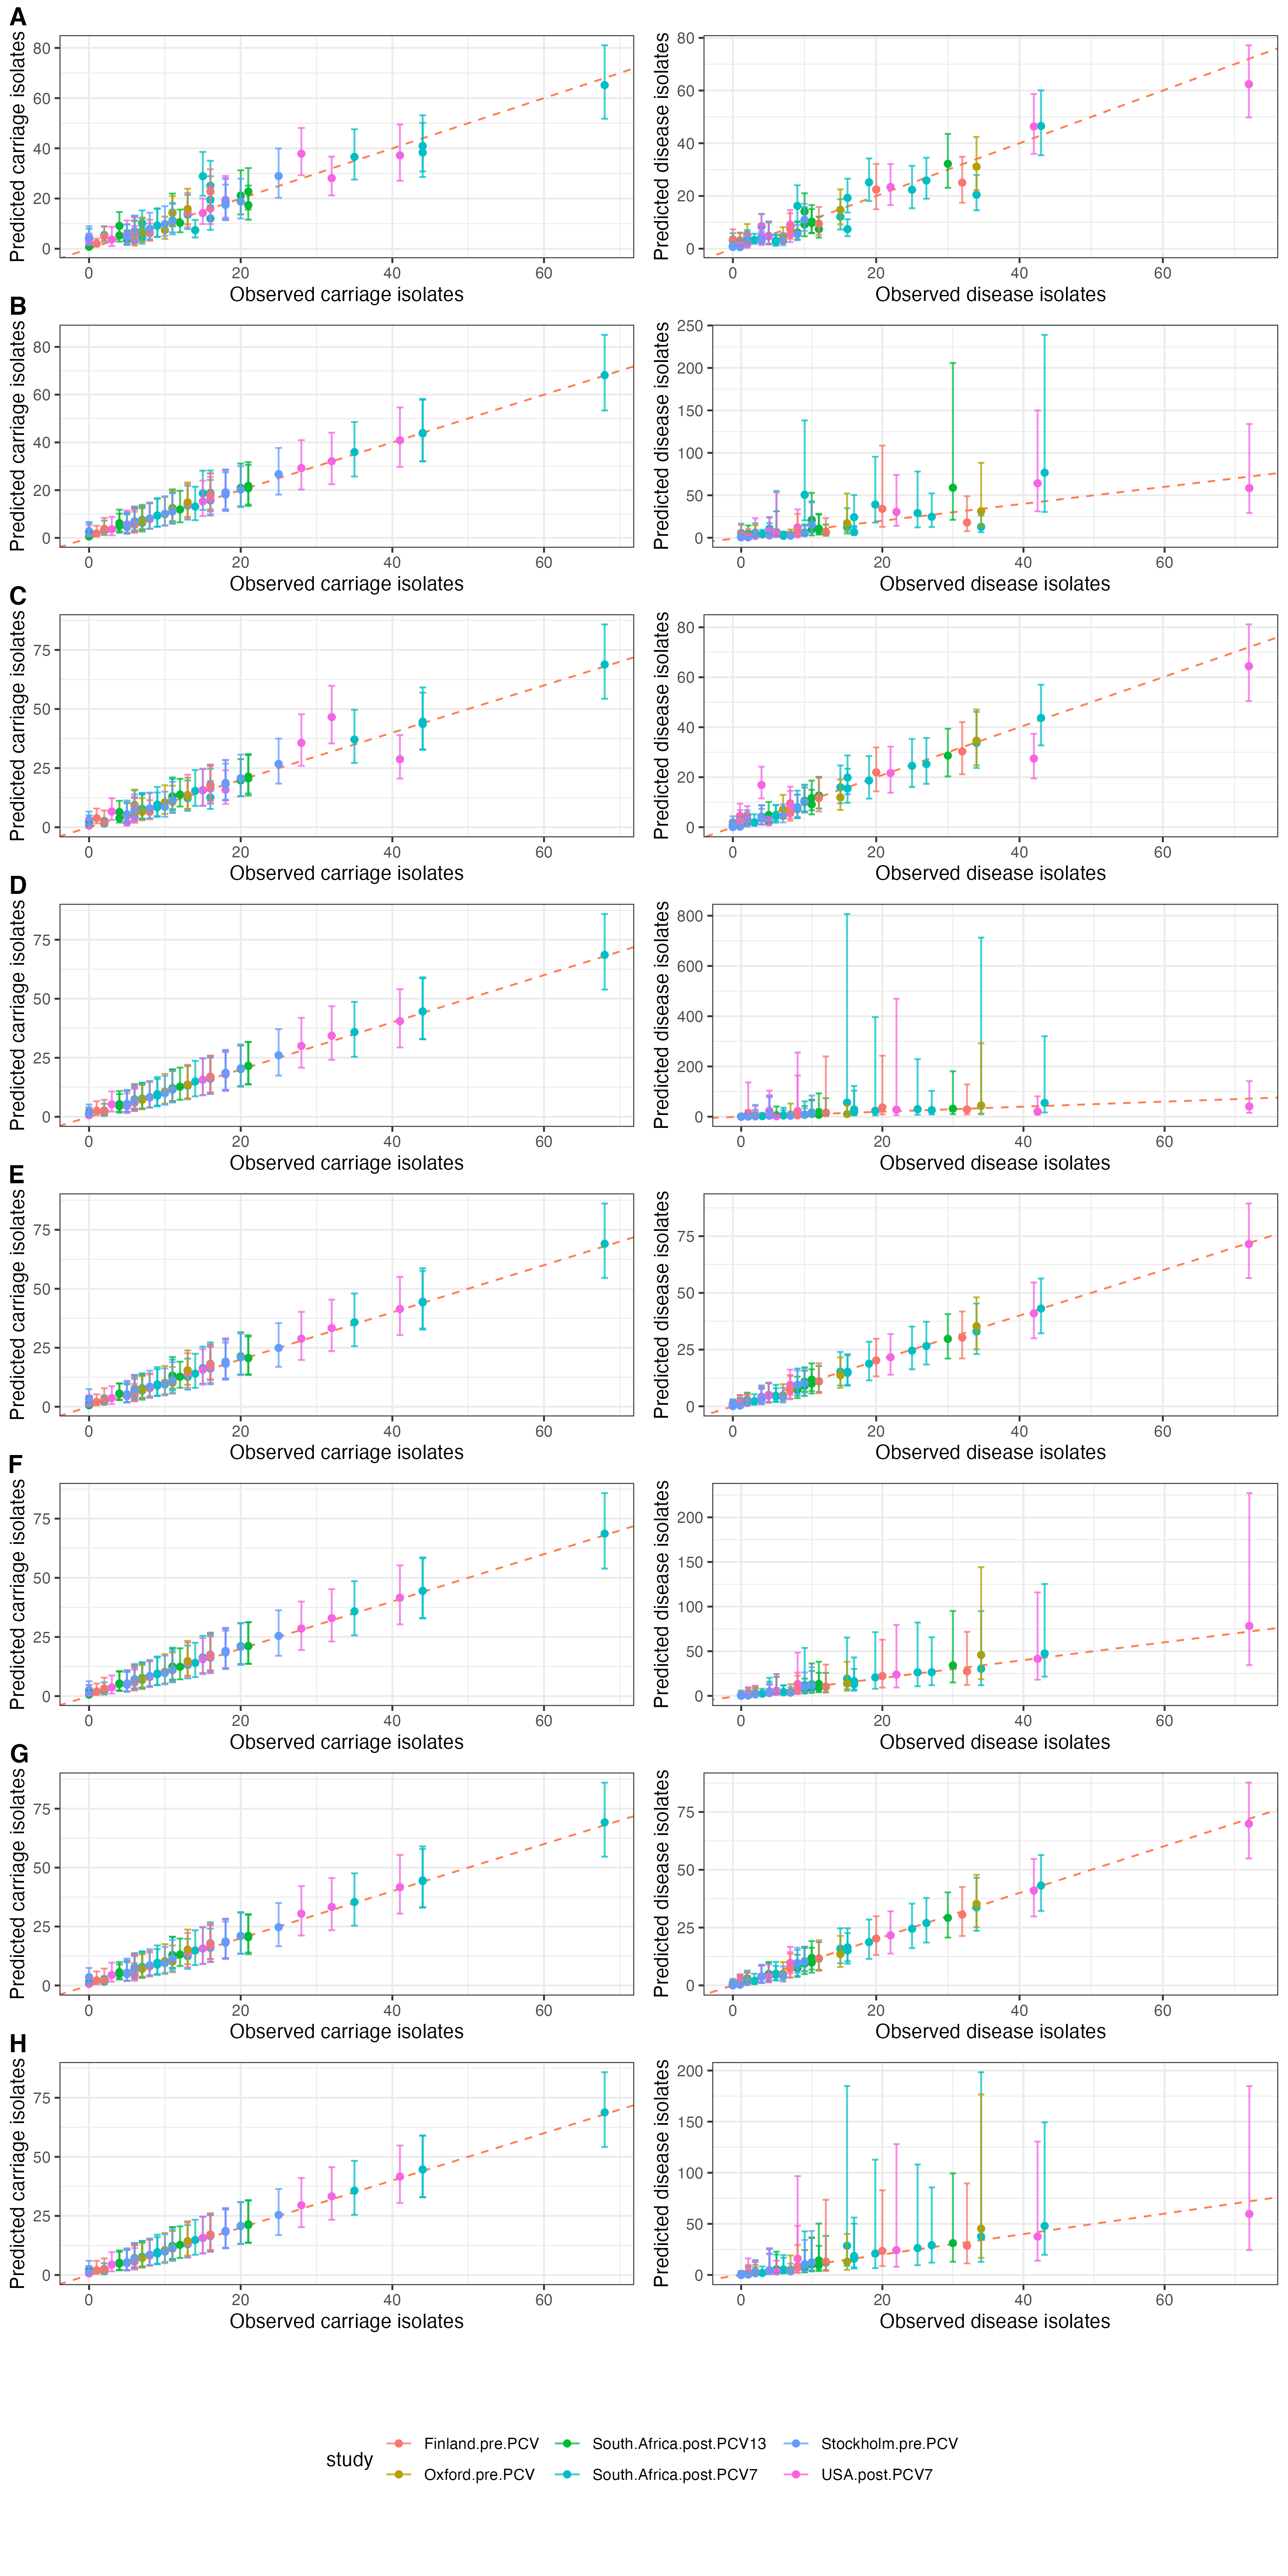 A
Predicted carriage isolates
80
60
40
20
0
0 20 40 60
Observed carriage isolates
Predicted disease isolates
80
60
40
20
0
0 20 40 60
Observed disease isolates
B
Predicted carriage isolates
80
60
40
20
0
0 20 40 60
Observed carriage isolates
Predicted disease isolates
250
200
150
100
50
0
0 20 40 60
Observed disease isolates
C
Predicted carriage isolates
75
50
25
0
0 20 40 60
Observed carriage isolates
Predicted disease isolates
80
60
40
20
0
0 20 40 60
Observed disease isolates
D
Predicted carriage isolates
75
50
25
0
0 20 40 60
Observed carriage isolates
Predicted disease isolates
800
600
400
200
0
0 20 40 60
Observed disease isolates
E
Predicted carriage isolates
75
50
25
0
0 20 40 60
Observed carriage isolates
Predicted disease isolates
75
50
25
0
0 20 40 60
Observed disease isolates
F
Predicted carriage isolates
75
50
25
0
0 20 40 60
Observed carriage isolates
Predicted disease isolates
200
150
100
50
0
0 20 40 60
Observed disease isolates
G
Predicted carriage isolates
75
50
25
0
0 20 40 60
Observed carriage isolates
Predicted disease isolates
75
50
25
0
0 20 40 60
Observed disease isolates
H
Predicted carriage isolates
75
50
25
0
0 20 40 60
Observed carriage isolates
Predicted disease isolates
200
150
100
50
0
0 20 40 60
Observed disease isolates
study
Finland.pre.PCV South.Africa.post.PCV13 Stockholm.pre.PCV
Oxford.pre.PCV South.Africa.post.PCV7 USA.post.PCV7